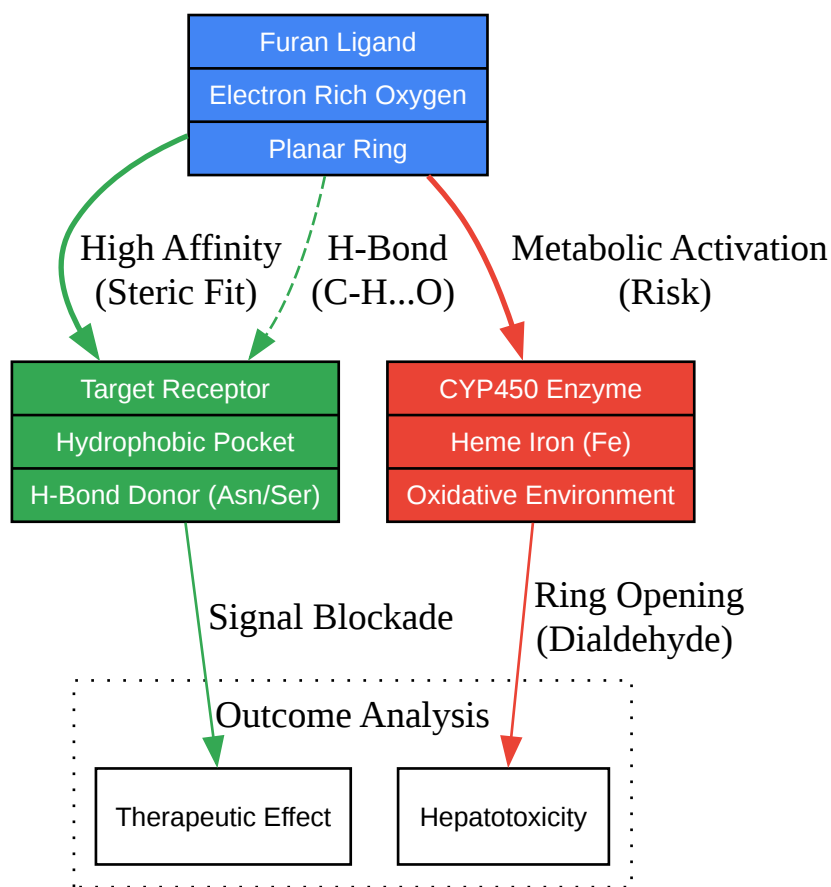 Furan Ligand
Electron Rich Oxygen
Planar Ring
High Affinity
(Steric Fit)
H-Bond
(C-H...O)
Metabolic Activation
(Risk)
Target Receptor
Hydrophobic Pocket
H-Bond Donor (Asn/Ser)
CYP450 Enzyme
Heme Iron (Fe)
Oxidative Environment
Signal Blockade
Ring Opening
(Dialdehyde)
Outcome Analysis
Therapeutic Effect
Hepatotoxicity